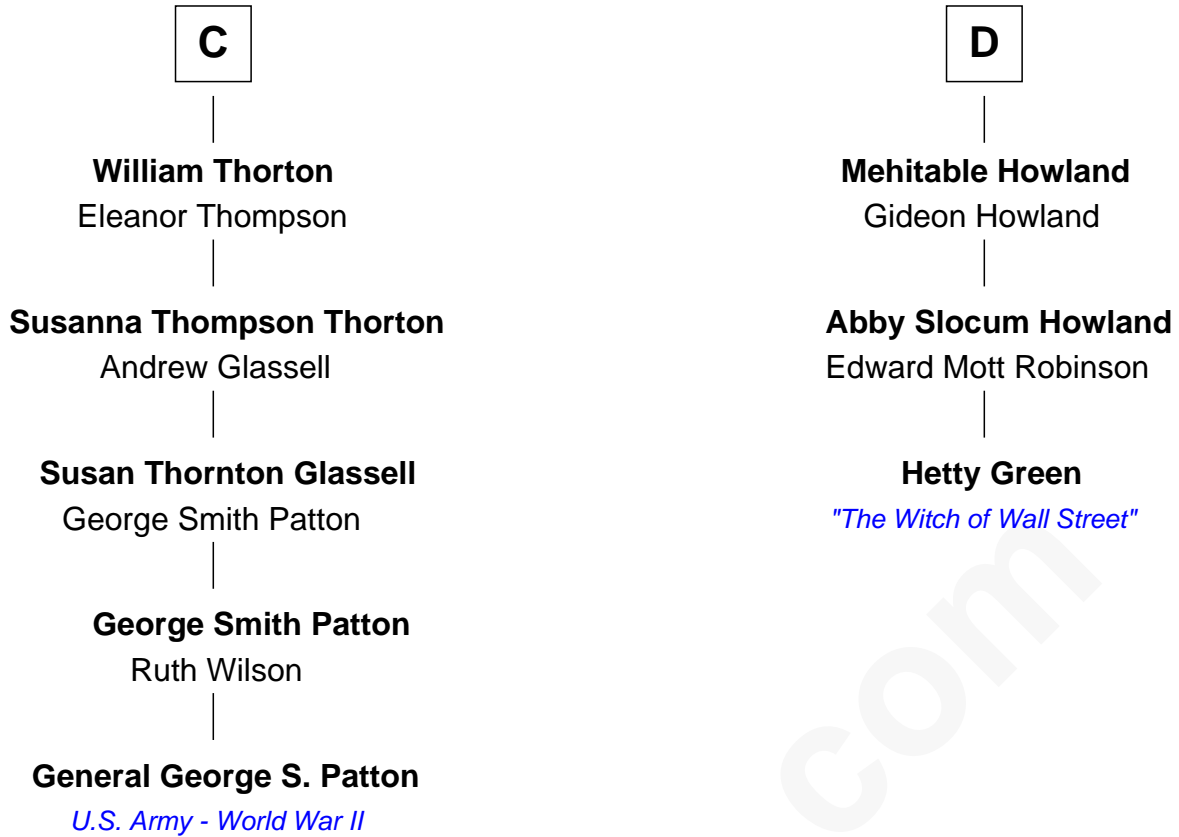 C
William Thorton
Eleanor Thompson
Susanna Thompson Thorton
Andrew Glassell
Susan Thornton Glassell
George Smith Patton
George Smith Patton
Ruth Wilson
General George S. Patton
U.S. Army - World War II
D
Mehitable Howland
Gideon Howland
Abby Slocum Howland
Edward Mott Robinson
Hetty Green
"The Witch of Wall Street"
com